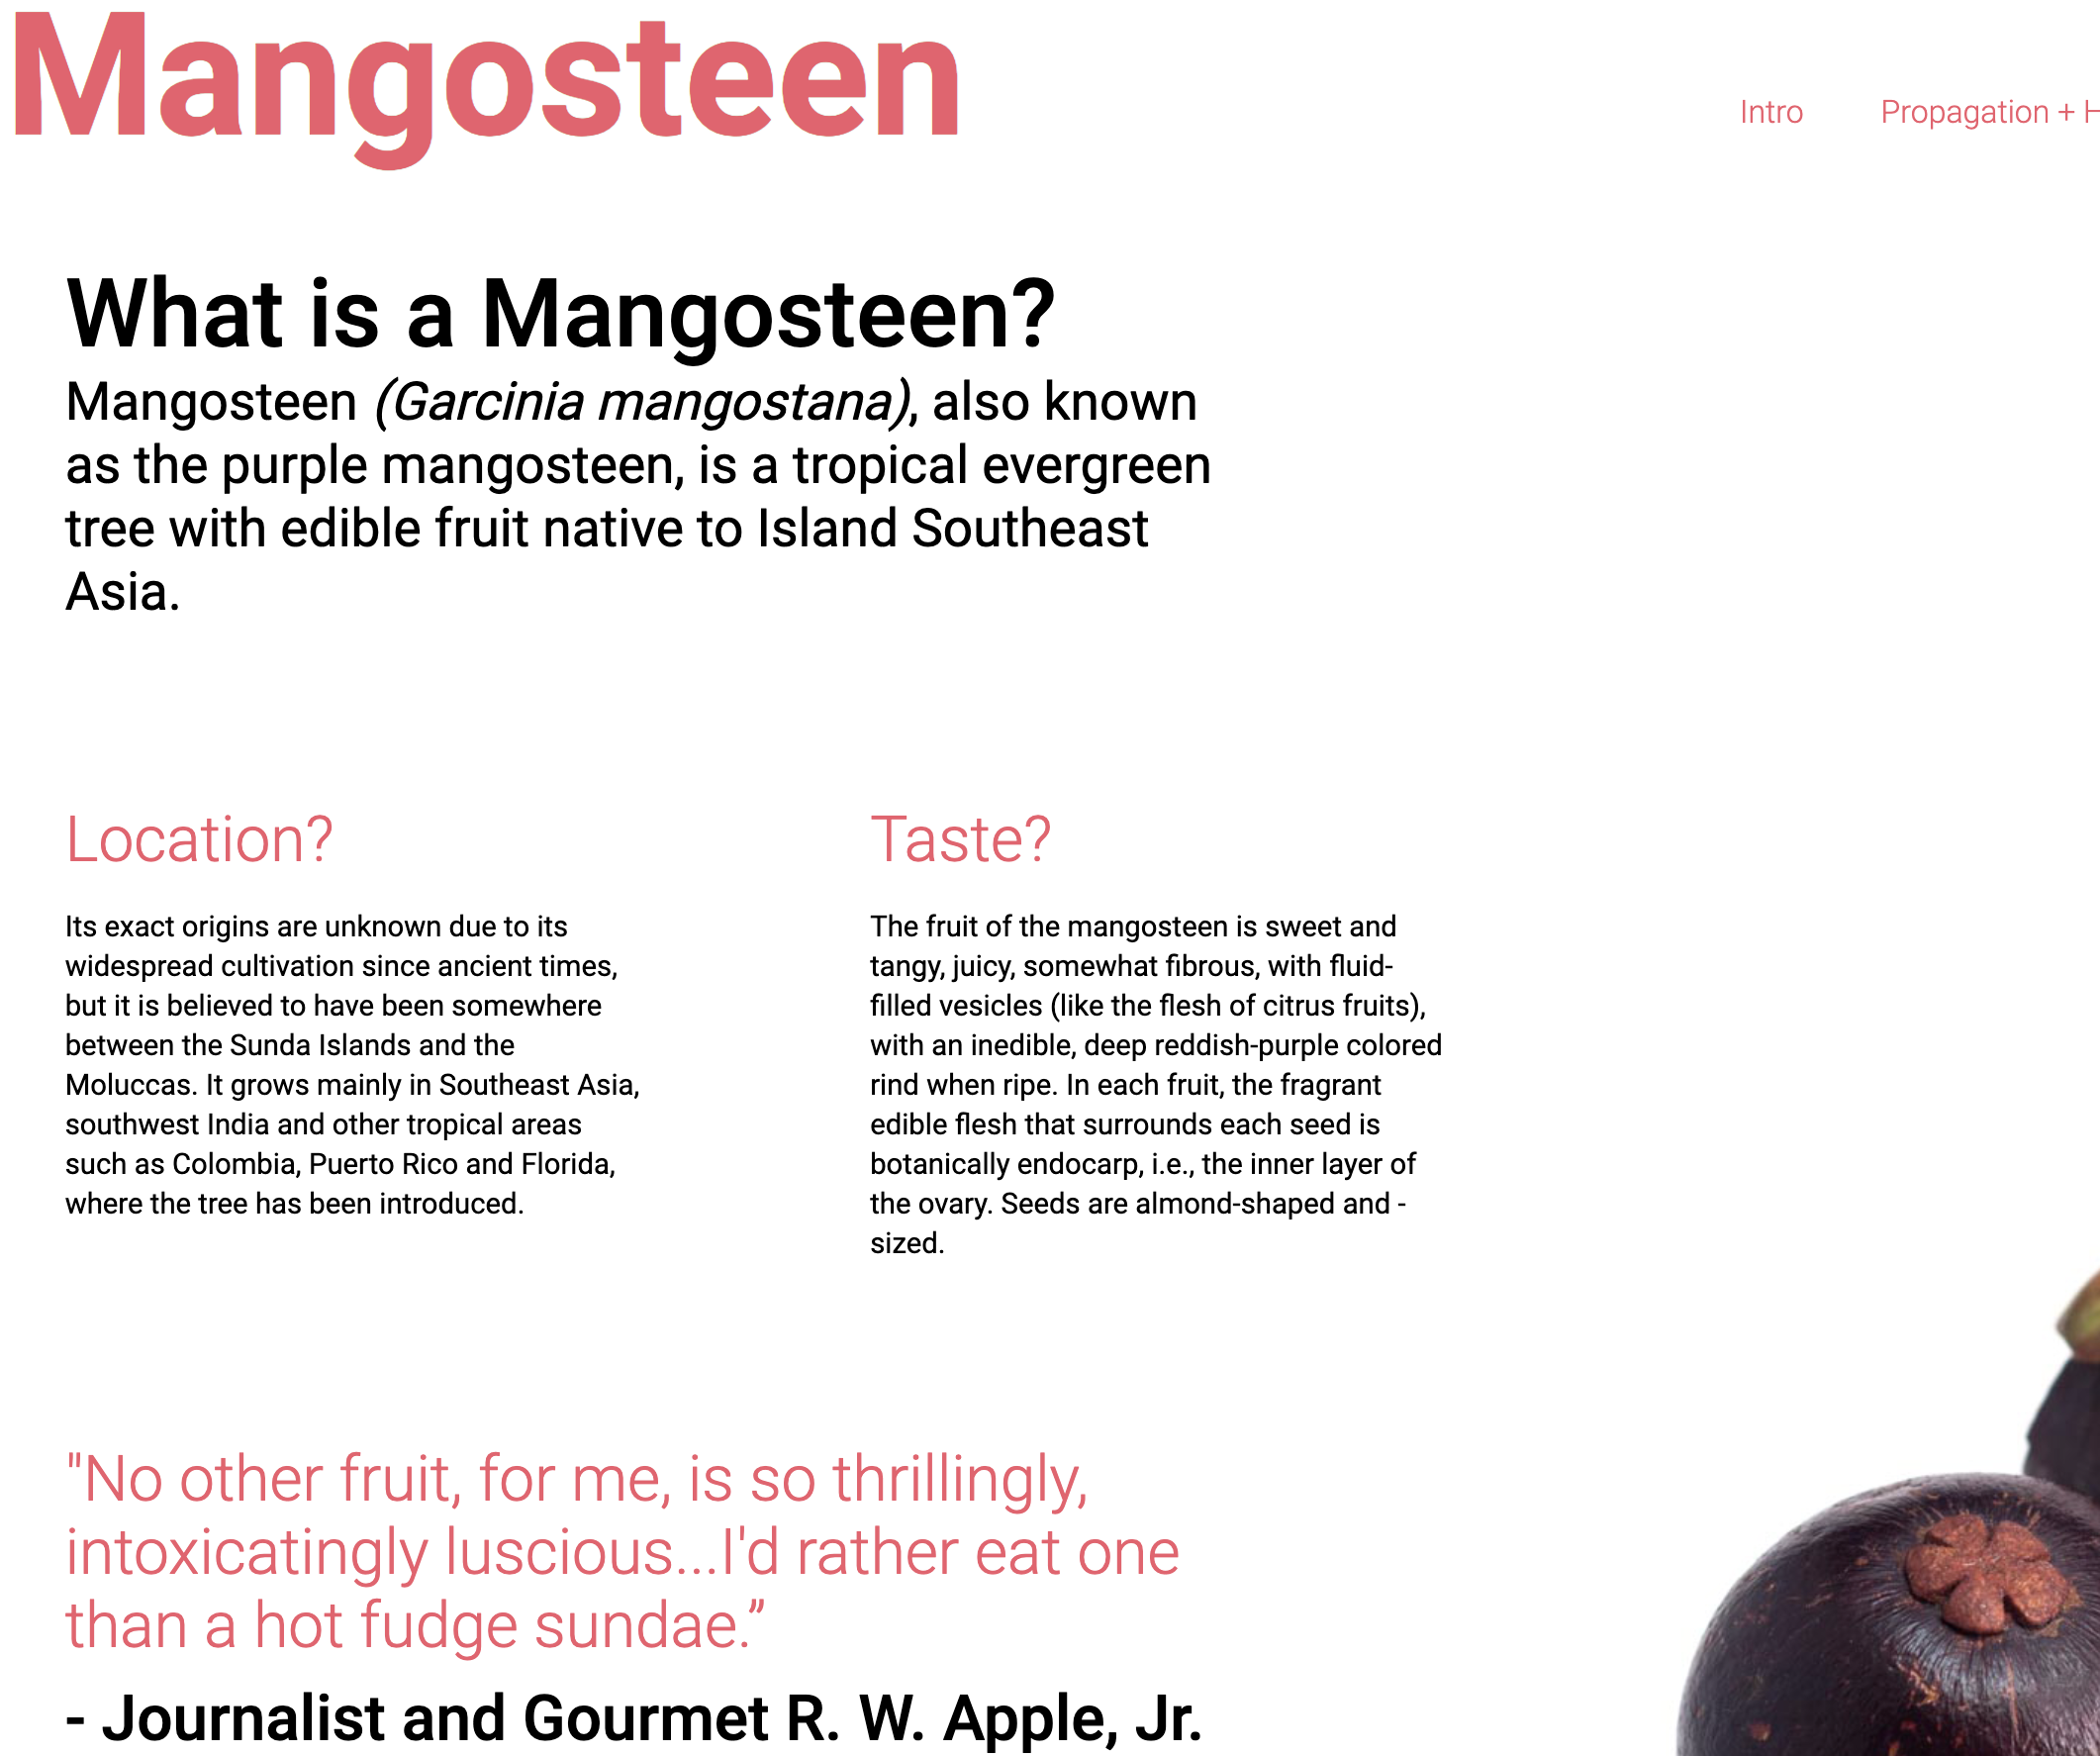 Mangosteen
Intro
Propagation + H
What is a Mangosteen?
Mangosteen (Garcinia mangostana), also known
as the purple mangosteen, is a tropical evergreen
tree with edible fruit native to Island Southeast
Asia.
Location?
Its exact origins are unknown due to its
widespread cultivation since ancient times,
but it is believed to have been somewhere
between the Sunda Islands and the
Moluccas. It grows mainly in Southeast Asia,
southwest India and other tropical areas
such as Colombia, Puerto Rico and Florida,
where the tree has been introduced.
Taste?
The fruit of the mangosteen is sweet and
tangy, juicy, somewhat fibrous, with fluid-
filled vesicles (like the flesh of citrus fruits),
with an inedible, deep reddish-purple colored
rind when ripe. In each fruit, the fragrant
edible flesh that surrounds each seed is
botanically endocarp, i.e., the inner layer of
the ovary. Seeds are almond-shaped and -
sized.
"No other fruit, for me, is so thrillingly,
intoxicatingly luscious...I'd rather eat one
than a hot fudge sundae.”
- Journalist and Gourmet R. W. Apple, Jr.